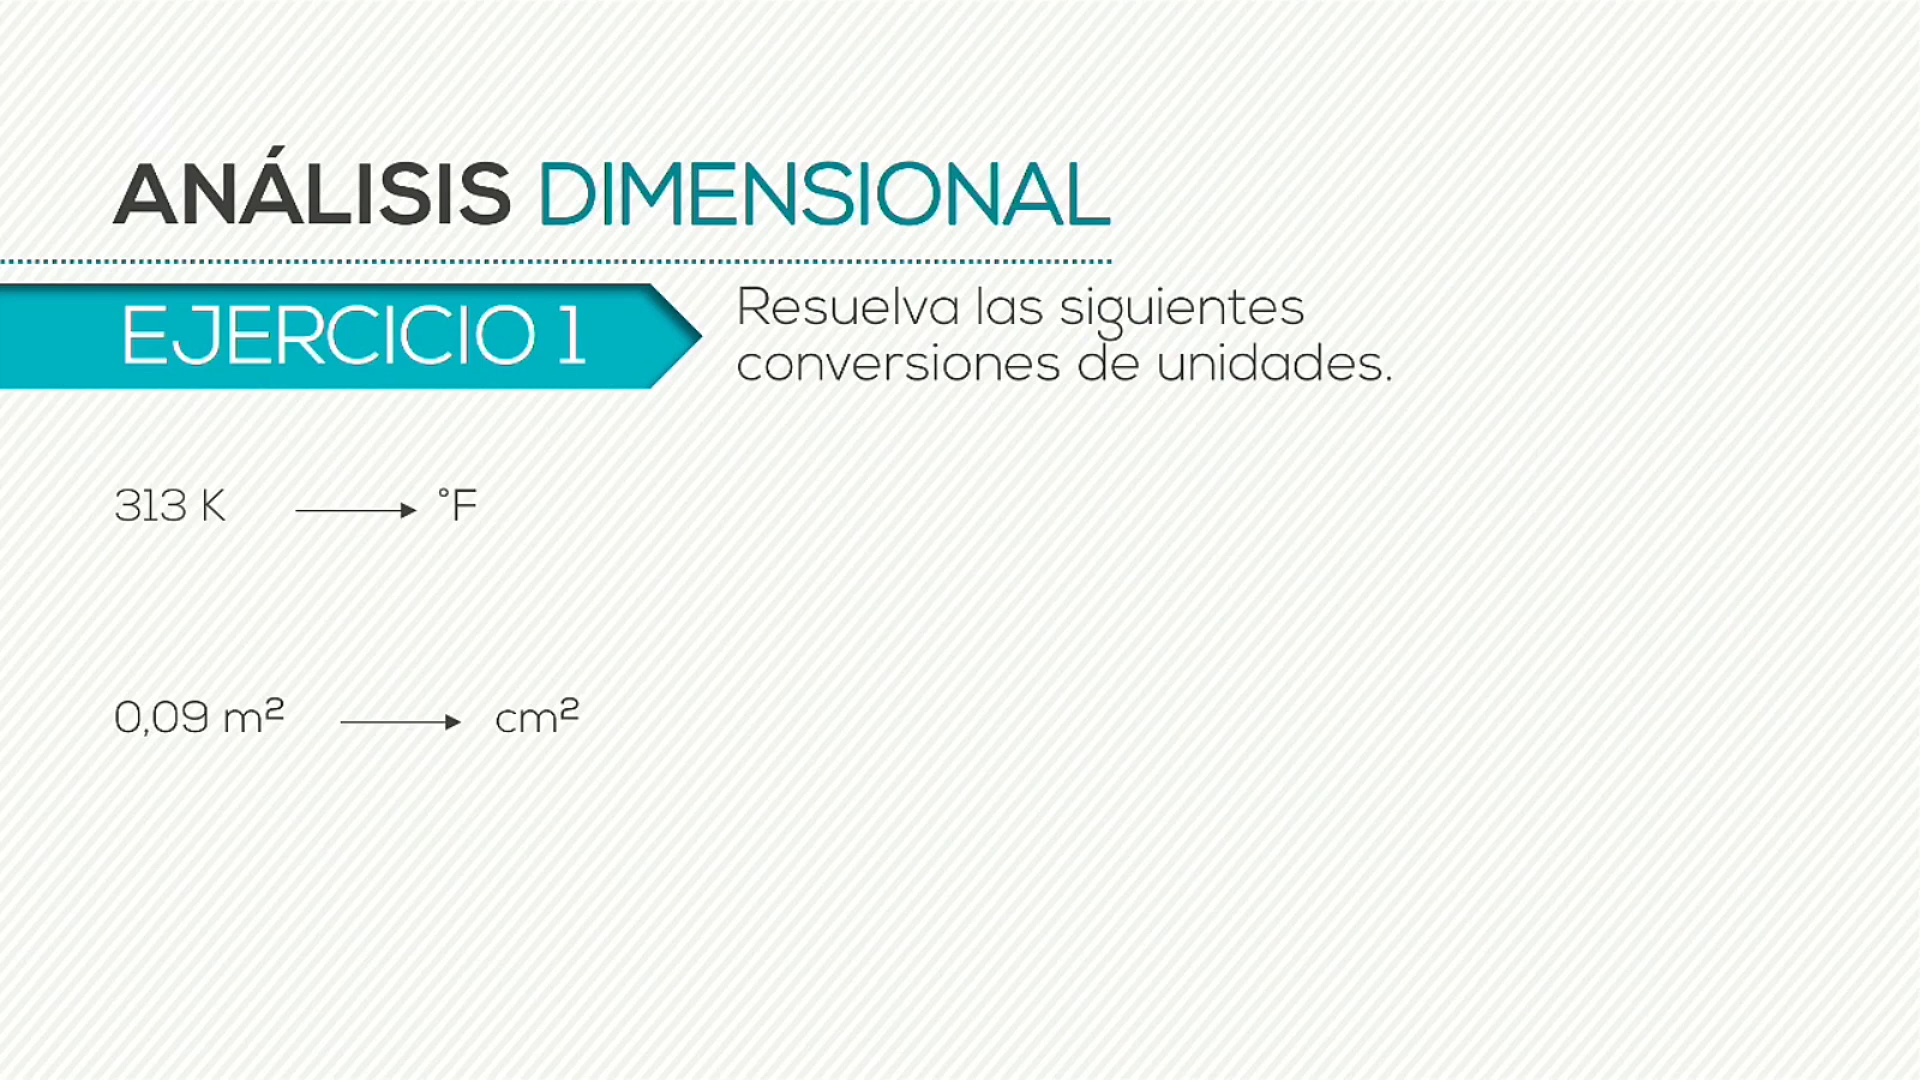 ANÁLISIS DIMENSIONAL
EJERCICIO 1
Resuelva las siguientes
conversiones de unidades.
313 K → °F
0,09 m² → cm²